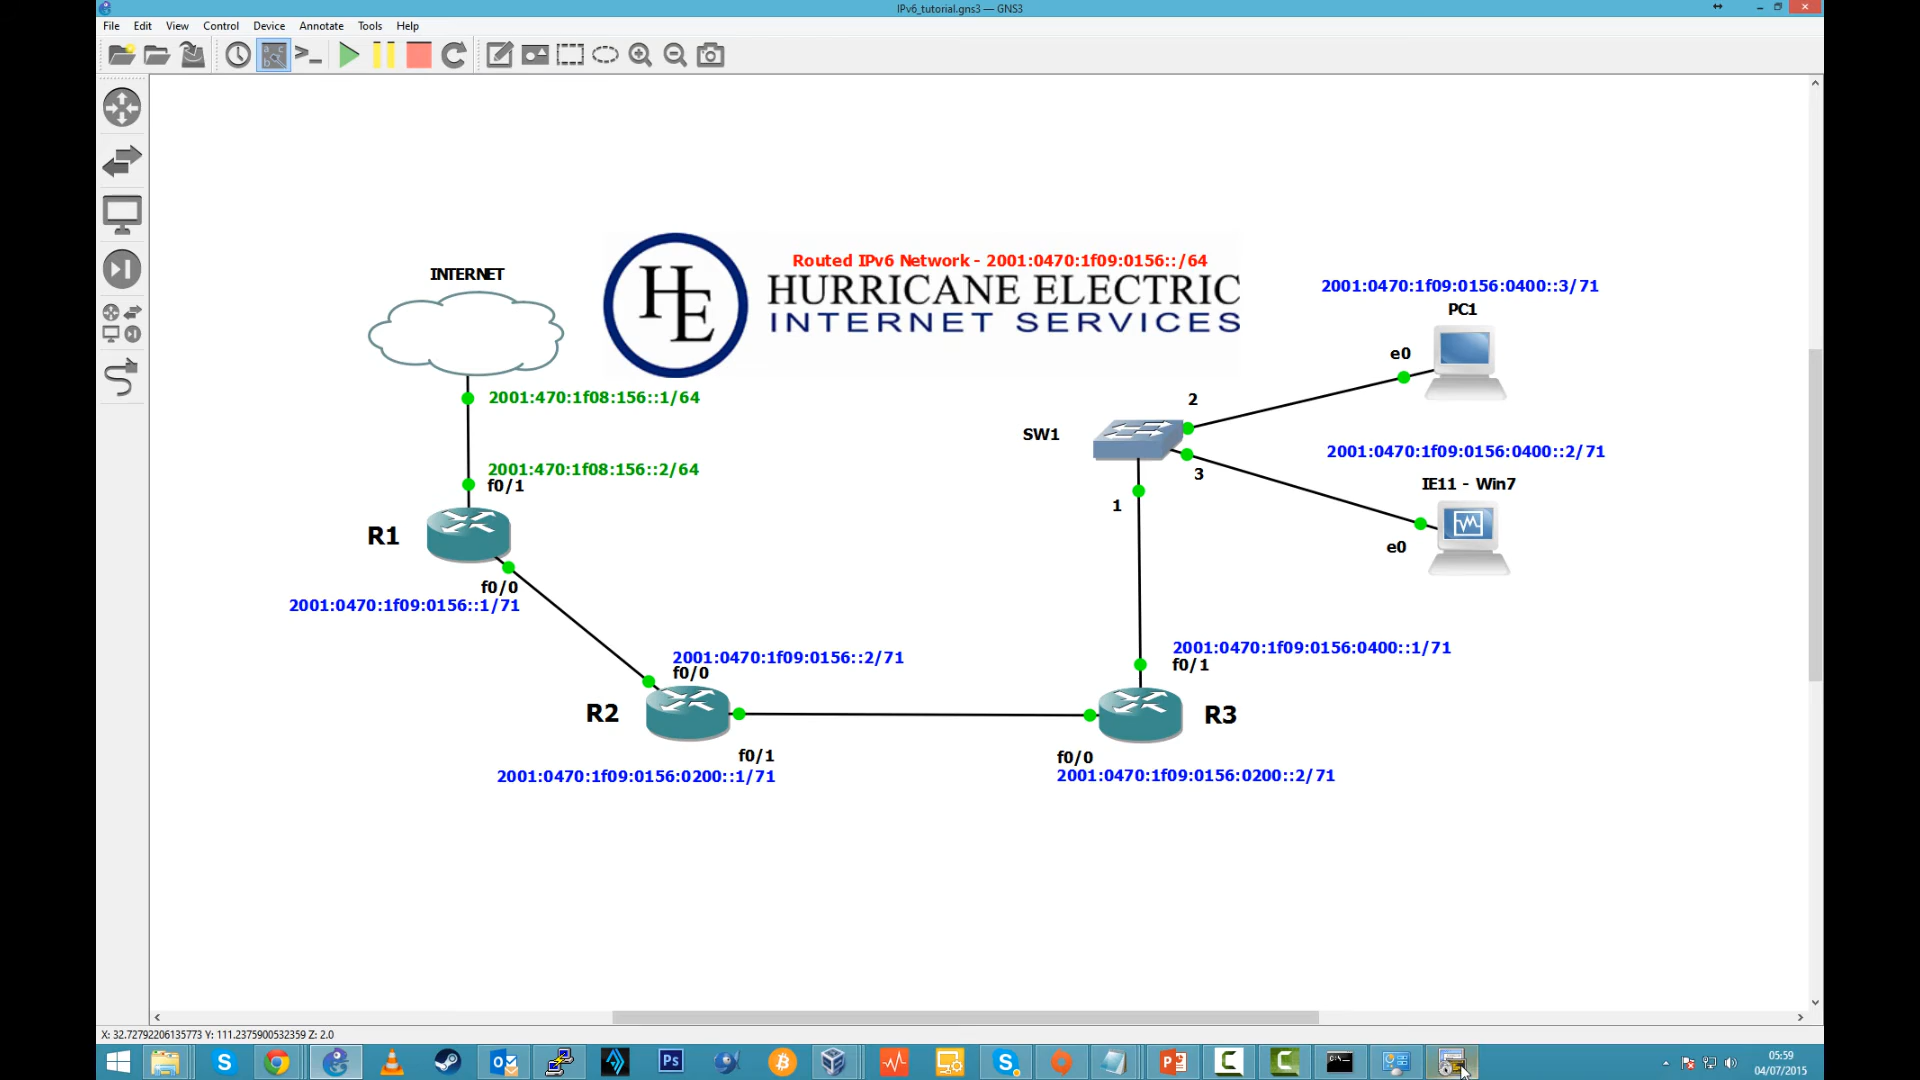 IPv6_tutorial.gns3 — GNS3
File Edit View Control Device Annotate Tools Help
Routed IPv6 Network - 2001:0470:1f09:0156::/64
HE
HURRICANE ELECTRIC
INTERNET SERVICES
INTERNET
2001:470:1f08:156::1/64
2001:470:1f08:156::2/64
f0/1
R1
f0/0
2001:0470:1f09:0156::1/71
2001:0470:1f09:0156::2/71
f0/0
R2
f0/1
2001:0470:1f09:0156:0200::1/71
2001:0470:1f09:0156:0400::3/71
PC1
e0
2
SW1
3
1
2001:0470:1f09:0156:0400::2/71
IE11 - Win7
e0
2001:0470:1f09:0156:0400::1/71
f0/1
R3
f0/0
2001:0470:1f09:0156:0200::2/71
X: 32.72792206135773 Y: 111.2375900532359 Z: 2.0
05:59
04/07/2015